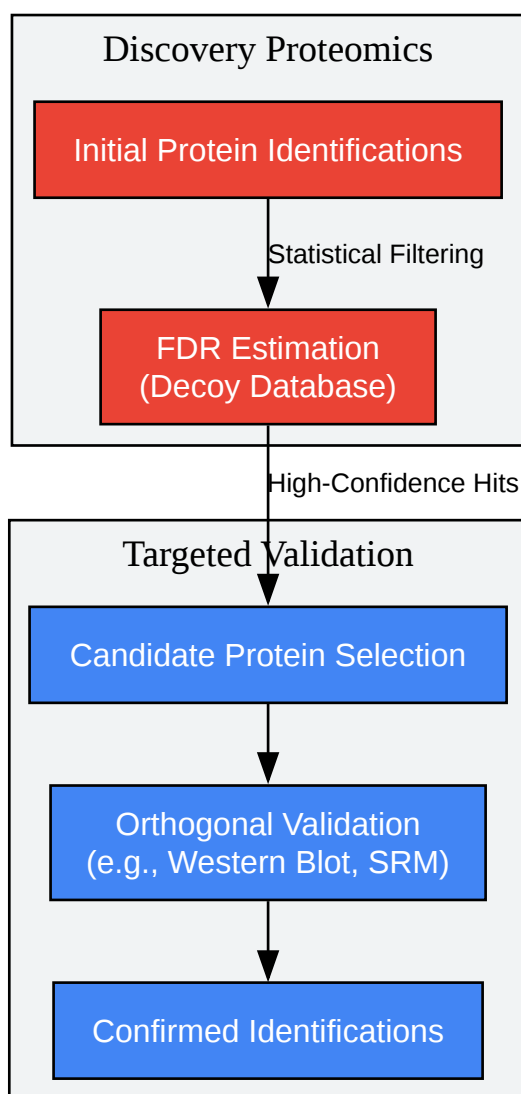 Discovery Proteomics
Initial Protein Identifications
Statistical Filtering
FDR Estimation
(Decoy Database)
High-Confidence Hits
Targeted Validation
Candidate Protein Selection
Orthogonal Validation
(e.g., Western Blot, SRM)
Confirmed Identifications